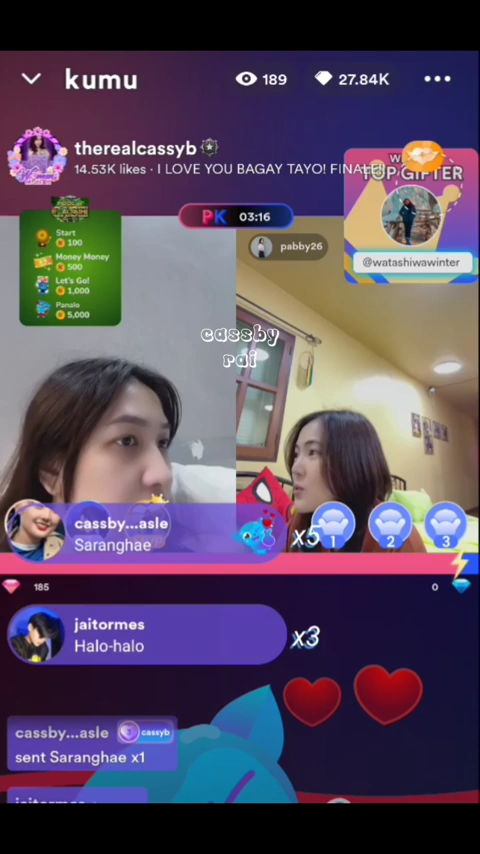 kumu
189
27.84K
therealcassyb
14.53K likes · I LOVE YOU BAGAY TAYO! FINALE!!
TOP GIFTER
@watashiwawinter
PK 03:16
pabby26
Start
100
Money Money
500
Let's Go!
1,000
Panalo
5,000
cassby
rai
cassby...asle
Saranghae
x5
1
2
3
185
0
jaitormes
Halo-halo
x3
cassby...asle cassyb
sent Saranghae x1
jaitormes